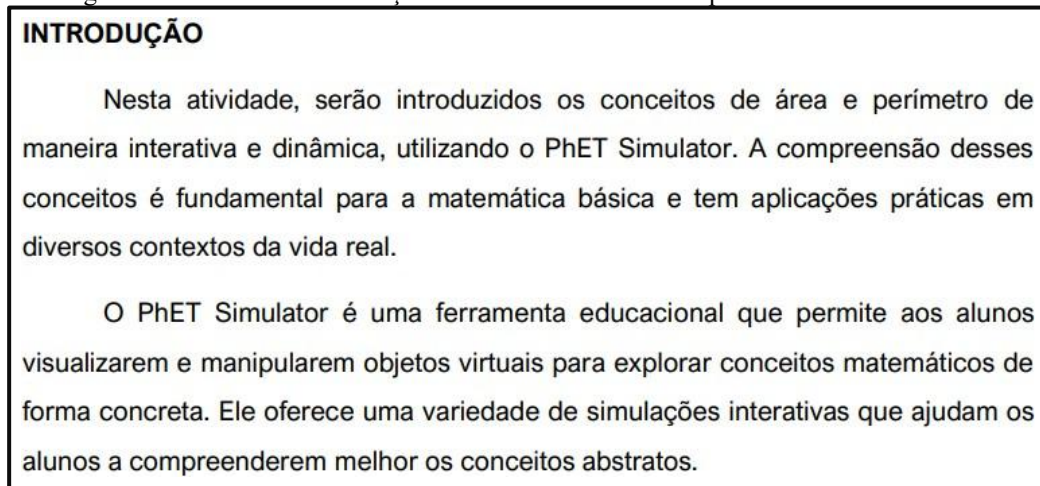 INTRODUÇÃO
Nesta atividade, serão introduzidos os conceitos de área e perímetro de
maneira interativa e dinâmica, utilizando o PhET Simulator. A compreensão desses
conceitos é fundamental para a matemática básica e tem aplicações práticas em
diversos contextos da vida real.
O PhET Simulator é uma ferramenta educacional que permite aos alunos
visualizarem e manipularem objetos virtuais para explorar conceitos matemáticos de
forma concreta. Ele oferece uma variedade de simulações interativas que ajudam os
alunos a compreenderem melhor os conceitos abstratos.